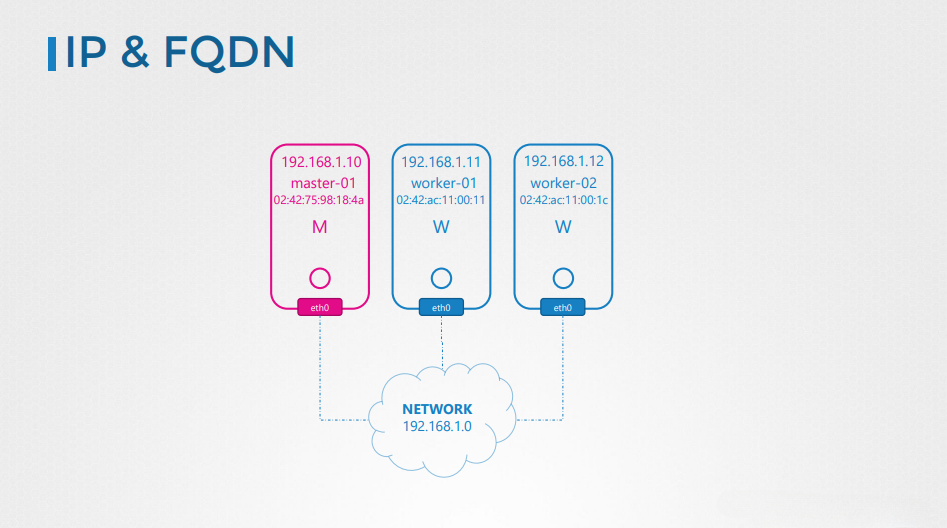 IP & FQDN
192.168.1.10
master-01
02:42:75:98:18:4a
M
eth0
192.168.1.11
worker-01
02:42:ac:11:00:11
W
eth0
192.168.1.12
worker-02
02:42:ac:11:00:1c
W
eth0
NETWORK
192.168.1.0